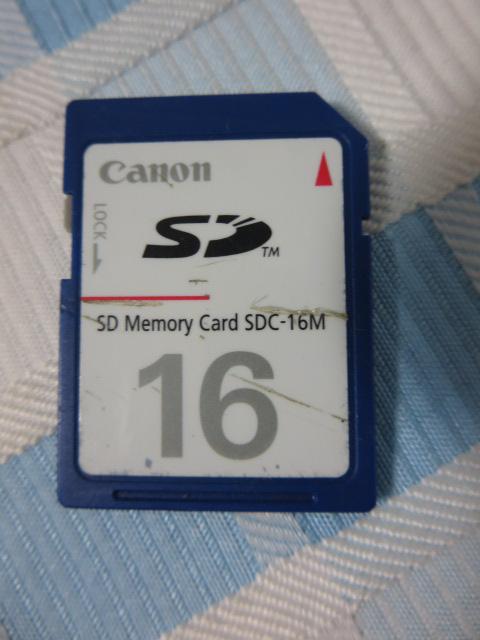 Canon
LOCK
SD™
SD Memory Card SDC-16M
16